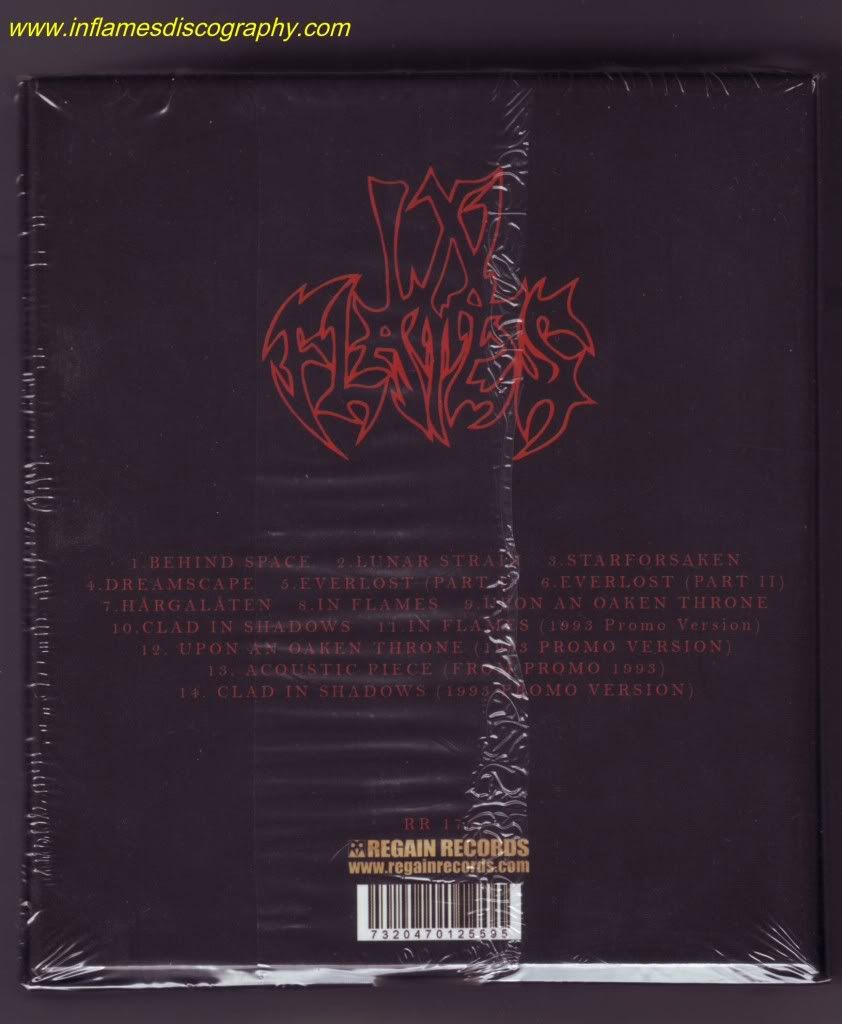 www.inflamesdiscography.com
IN
FLAMES
1.BEHIND SPACE 2.LUNAR STRAIN 3.STARFORSAKEN
4.DREAMSCAPE 5.EVERLOST (PART I) 6.EVERLOST (PART II)
7.HÅRGALÅTEN 8.IN FLAMES 9.UPON AN OAKEN THRONE
10.CLAD IN SHADOWS 11.IN FLAMES (1993 Promo Version)
12. UPON AN OAKEN THRONE (1993 PROMO VERSION)
13. ACOUSTIC PIECE (FROM PROMO 1993)
14. CLAD IN SHADOWS (1993 PROMO VERSION)
RR
REGAIN RECORDS
www.regainrecords.com
7320470125595